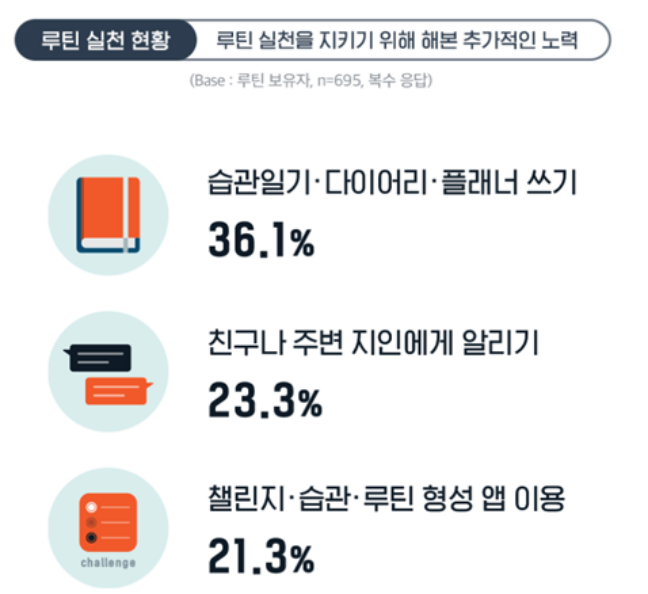 루틴 실천 현황
루틴 실천을 지키기 위해 해본 추가적인 노력
(Base : 루틴 보유자, n=695, 복수 응답)
습관일기·다이어리·플래너 쓰기
36.1%
친구나 주변 지인에게 알리기
23.3%
챌린지·습관·루틴 형성 앱 이용
21.3%
challenge